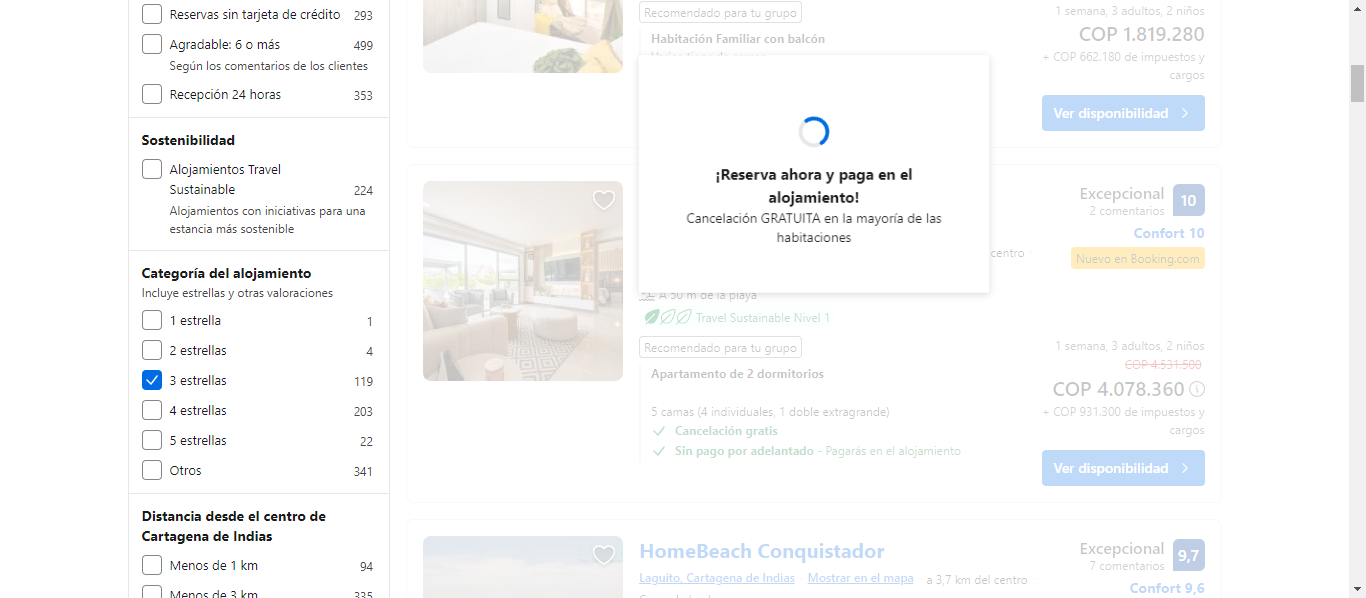 Reservas sin tarjeta de crédito 293
Agradable: 6 o más 499
Según los comentarios de los clientes
Recepción 24 horas 353
Sostenibilidad
Alojamientos Travel
Sustainable 224
Alojamientos con iniciativas para una
estancia más sostenible
Categoría del alojamiento
Incluye estrellas y otras valoraciones
1 estrella 1
2 estrellas 4
3 estrellas 119
4 estrellas 203
5 estrellas 22
Otros 341
Distancia desde el centro de
Cartagena de Indias
Menos de 1 km 94
Menos de 3 km 335
Recomendado para tu grupo
Habitación Familiar con balcón
1 semana, 3 adultos, 2 niños
COP 1.819.280
+ COP 662.180 de impuestos y
cargos
Ver disponibilidad
¡Reserva ahora y paga en el
alojamiento!
Cancelación GRATUITA en la mayoría de las
habitaciones
Excepcional 10
2 comentarios
Confort 10
centro
Nuevo en Booking.com
A 50 m de la playa
Travel Sustainable Nivel 1
Recomendado para tu grupo
Apartamento de 2 dormitorios
5 camas (4 individuales, 1 doble extragrande)
Cancelación gratis
Sin pago por adelantado - Pagarás en el alojamiento
1 semana, 3 adultos, 2 niños
COP 4.531.500
COP 4.078.360
+ COP 931.300 de impuestos y
cargos
Ver disponibilidad
HomeBeach Conquistador
Laguito, Cartagena de Indias Mostrar en el mapa a 3,7 km del centro
Excepcional 9,7
7 comentarios
Confort 9,6